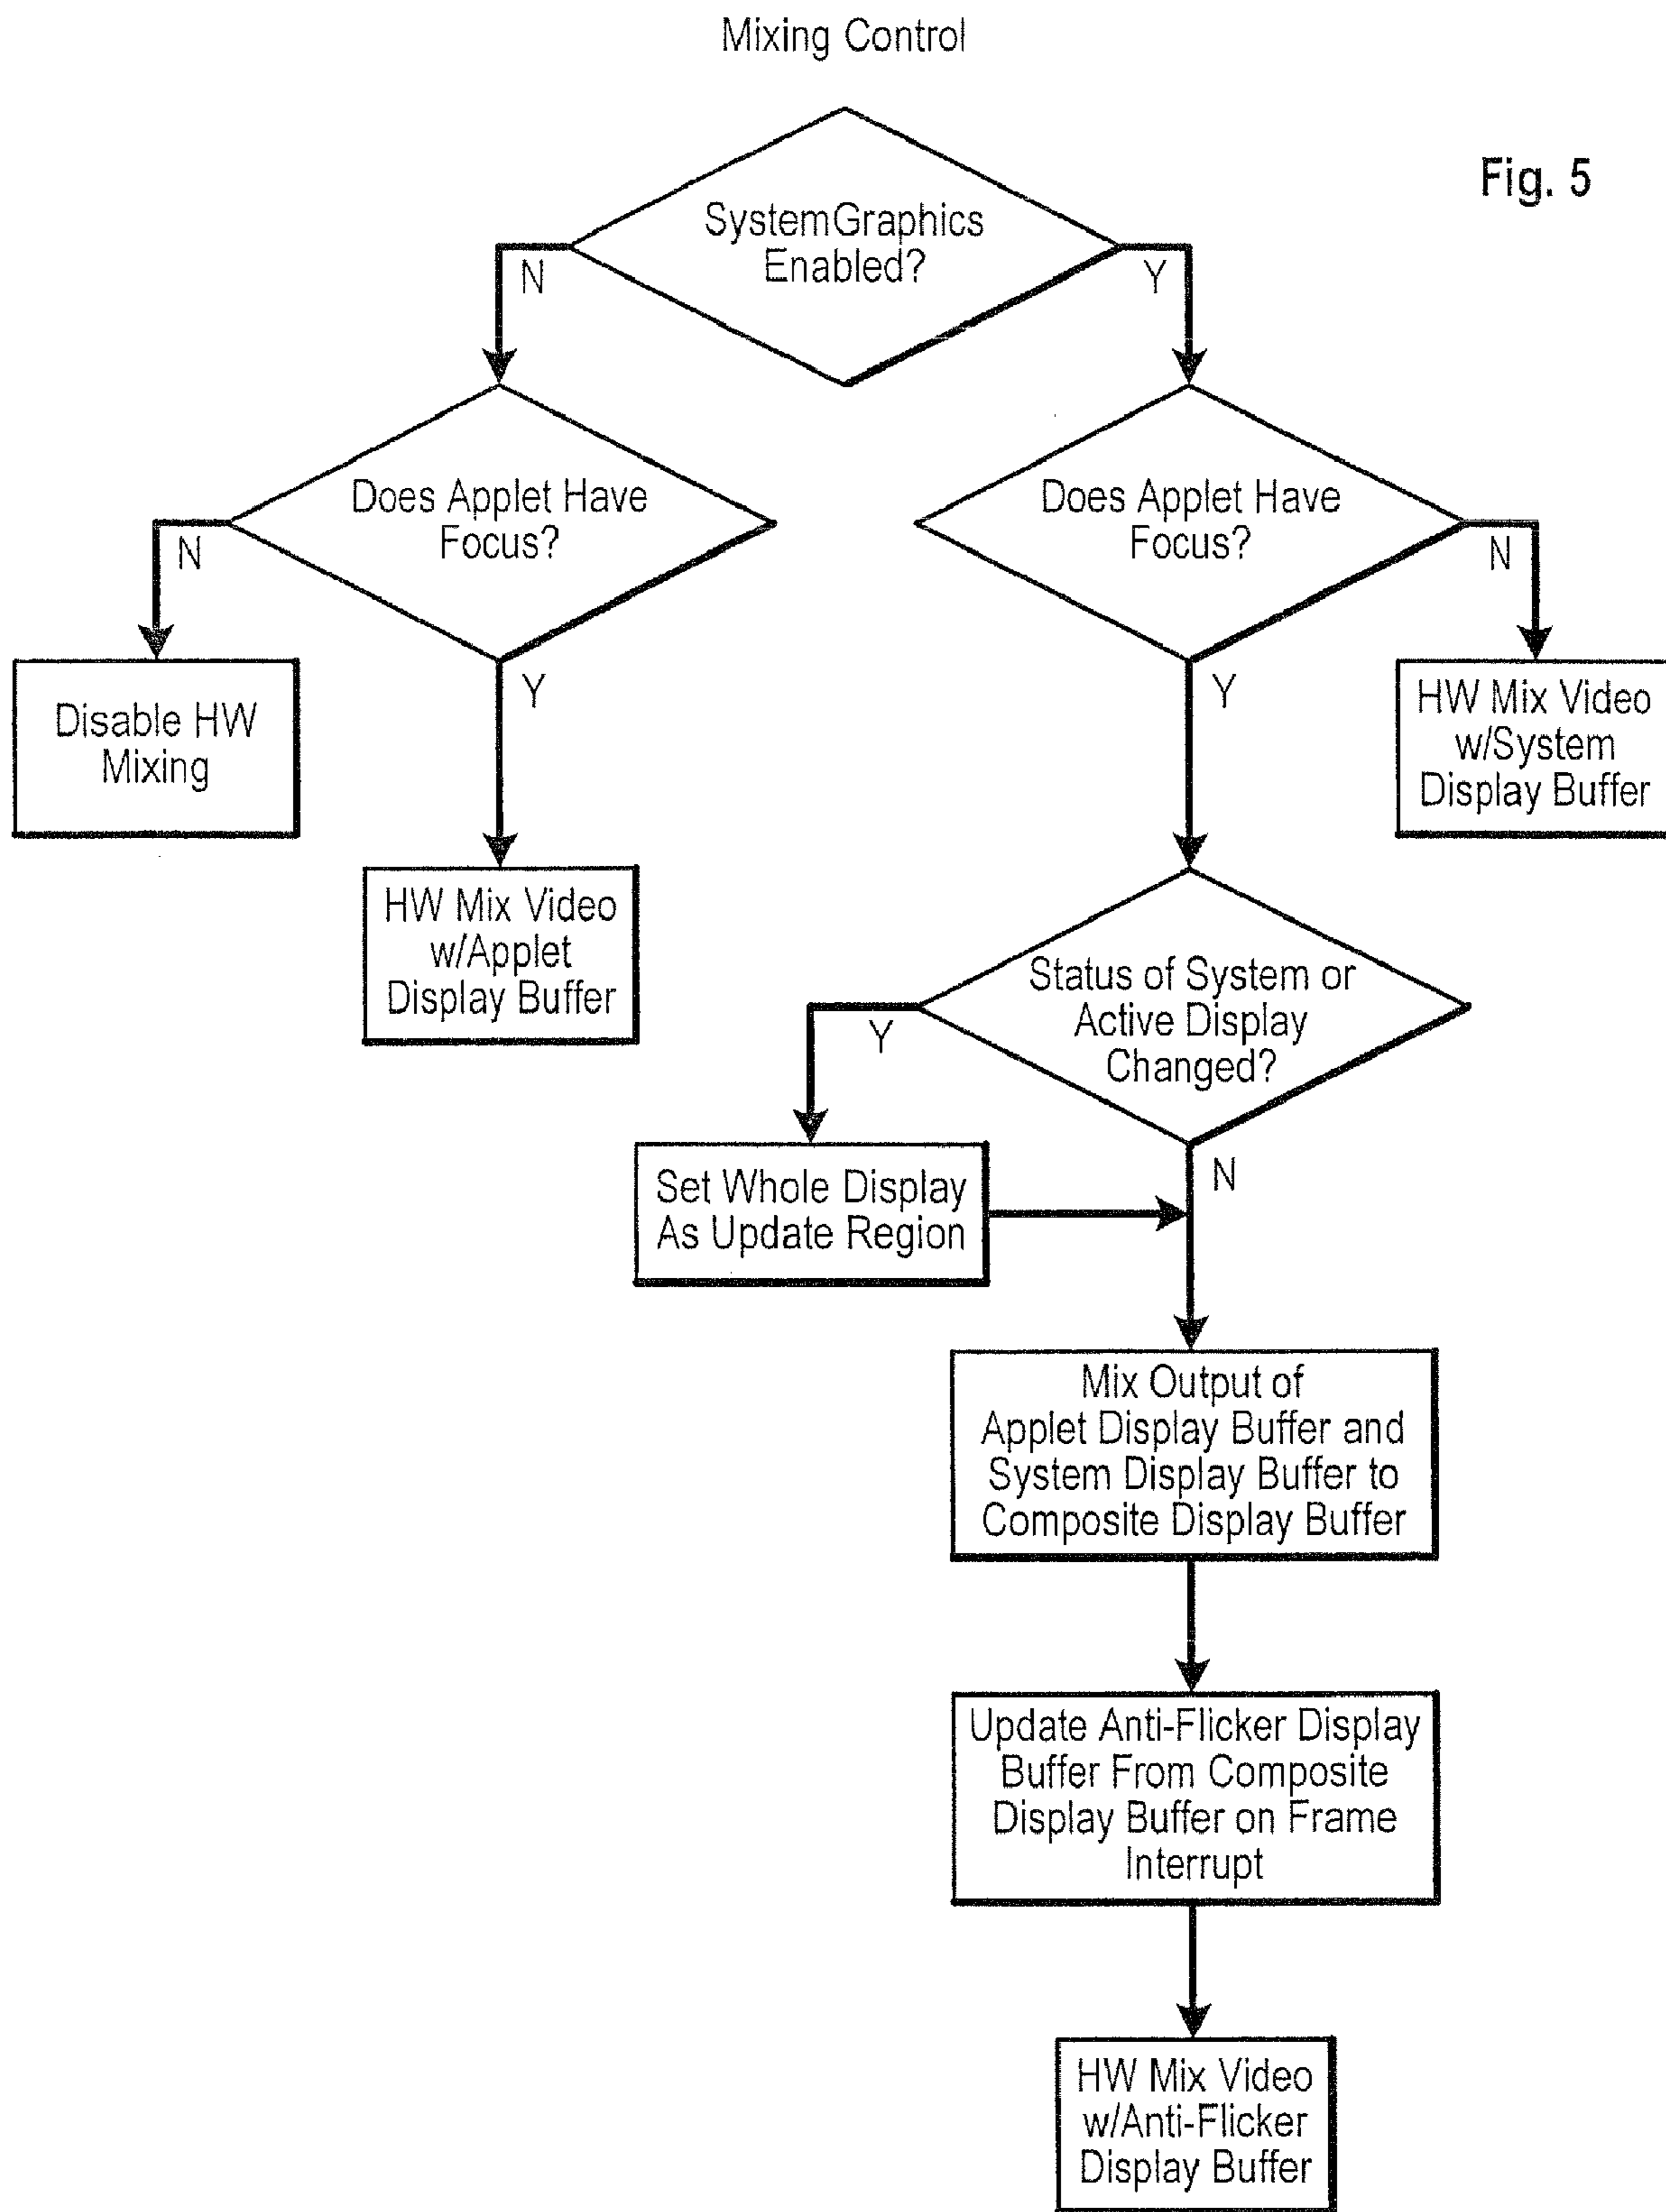 Mixing Control
Fig. 5
SystemGraphics
Enabled?
N
Y
Does Applet Have
Focus?
N
Y
Does Applet Have
Focus?
Y
N
Disable HW
Mixing
HW Mix Video
w/Applet
Display Buffer
HW Mix Video
w/System
Display Buffer
Status of System or
Active Display
Changed?
Y
N
Set Whole Display
As Update Region
Mix Output of
Applet Display Buffer and
System Display Buffer to
Composite Display Buffer
Update Anti-Flicker Display
Buffer From Composite
Display Buffer on Frame
Interrupt
HW Mix Video
w/Anti-Flicker
Display Buffer